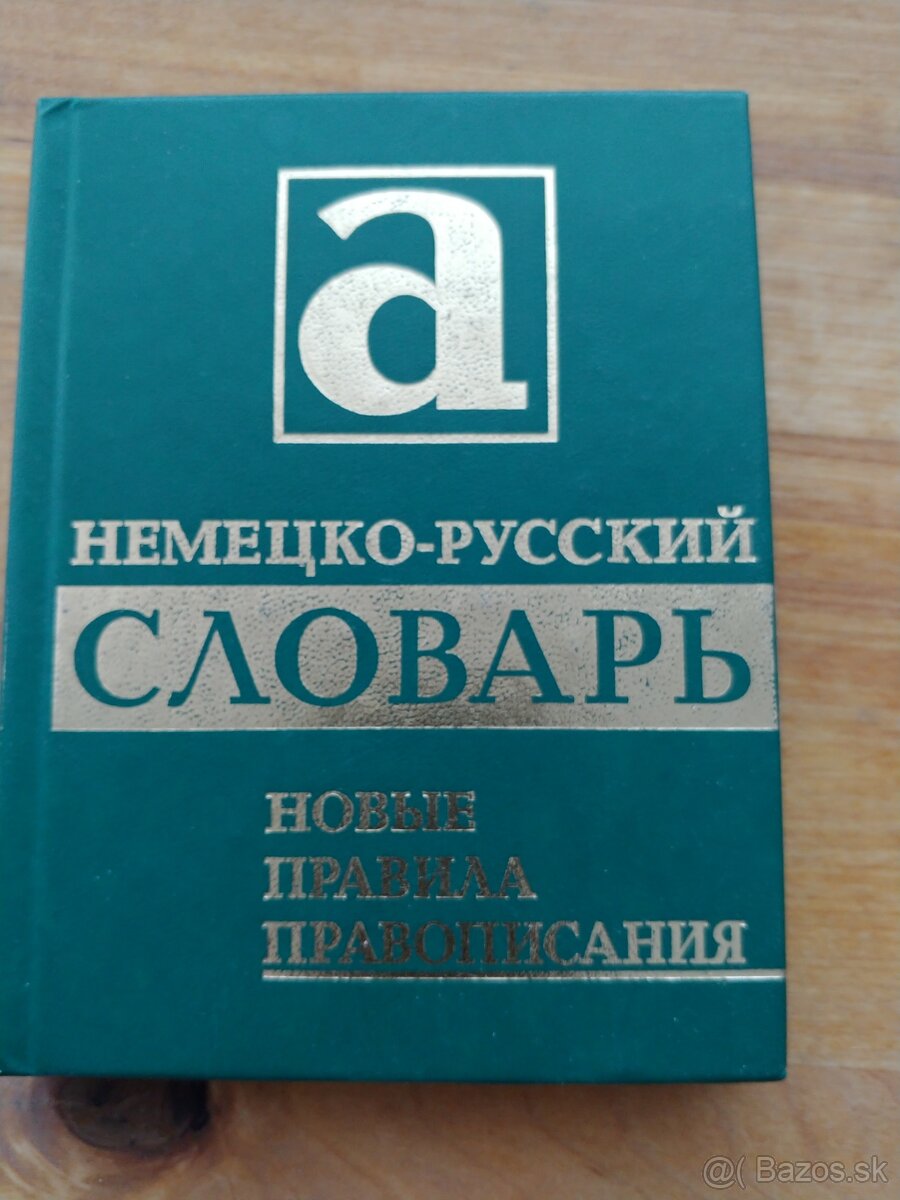 а
НЕМЕЦКО-РУССКИЙ
СЛОВАРЬ
НОВЫЕ
ПРАВИЛА
ПРАВОПИСАНИЯ
@( Bazos.sk